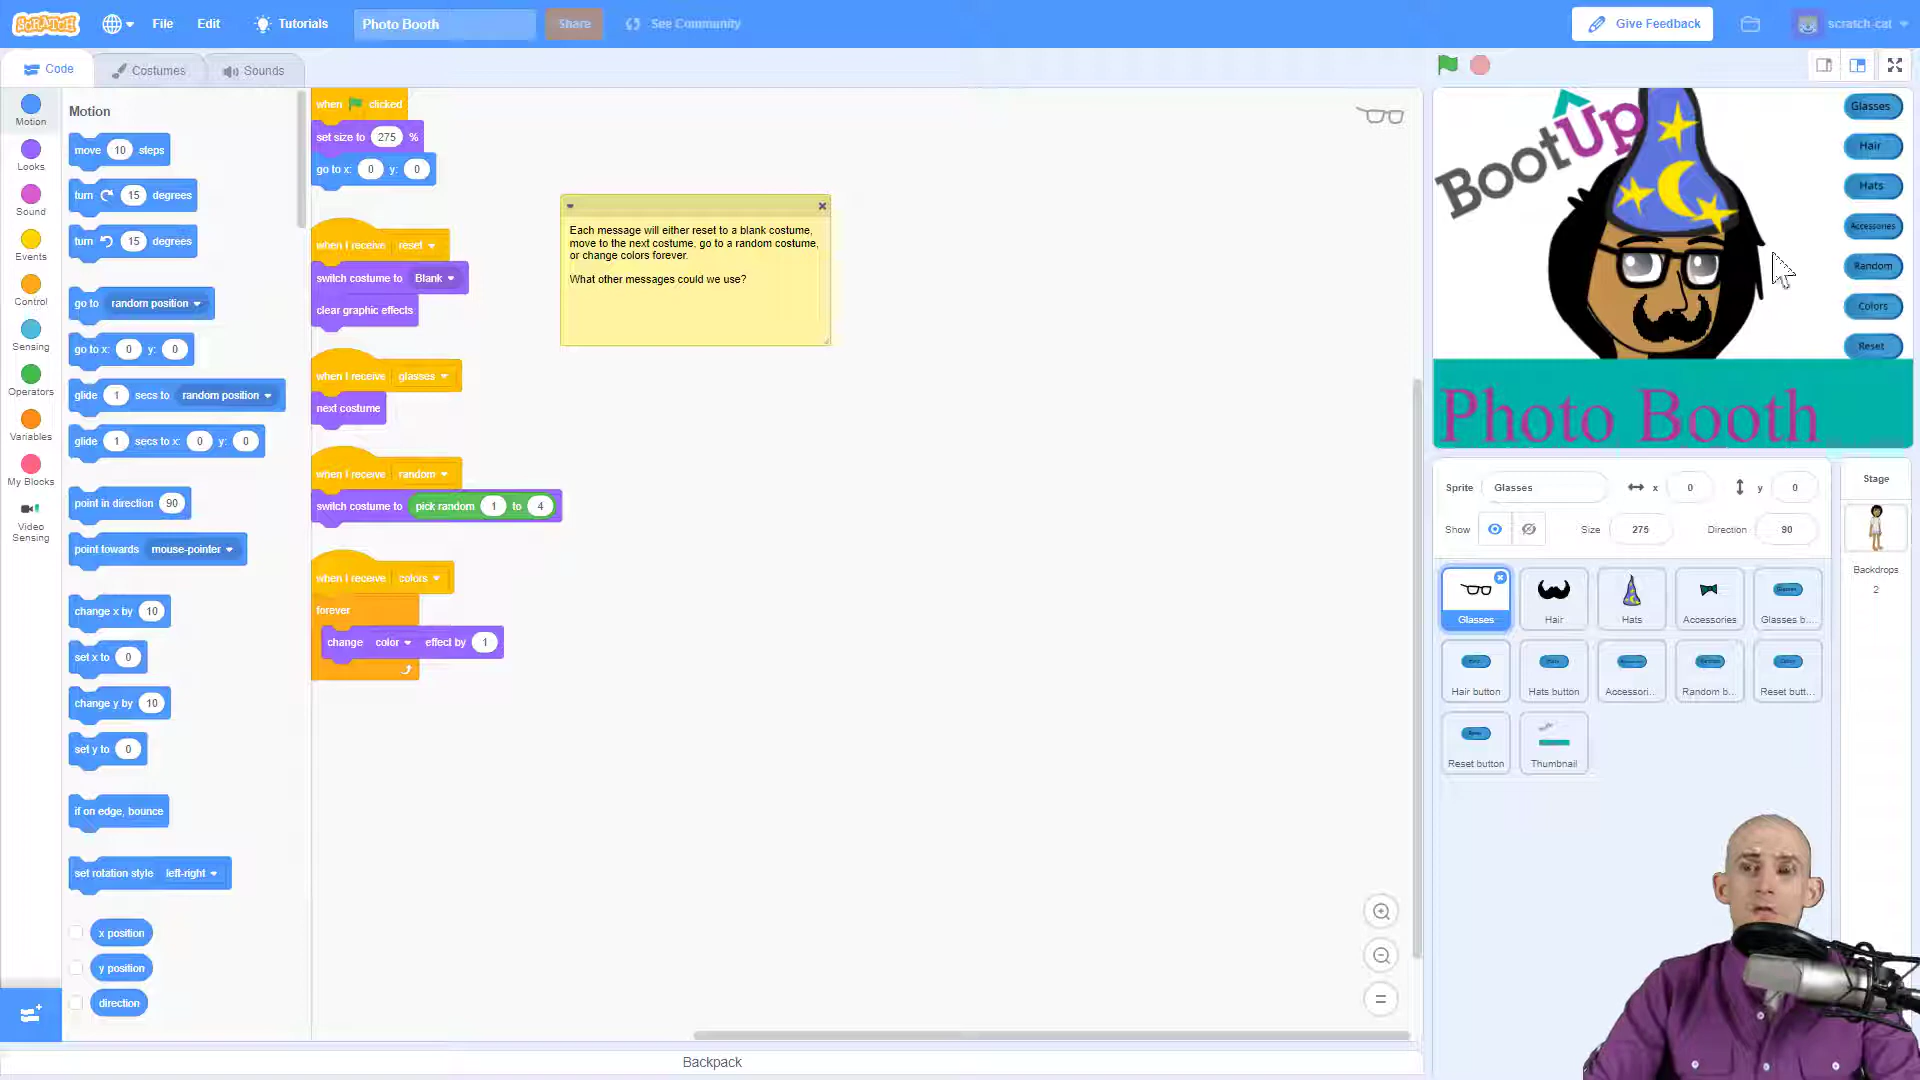 SCRATCH
File
Edit
Tutorials
Photo Booth
Share
See Community
Give Feedback
scratch-cat
Code
Costumes
Sounds
Motion
Looks
Sound
Events
Control
Sensing
Operators
Variables
My Blocks
Video
Sensing
Motion
move 10 steps
turn 15 degrees
turn 15 degrees
go to random position
go to x: 0 y: 0
glide 1 secs to random position
glide 1 secs to x: 0 y: 0
point in direction 90
point towards mouse-pointer
change x by 10
set x to 0
change y by 10
set y to 0
if on edge, bounce
set rotation style left-right
x position
y position
direction
when clicked
set size to 275 %
go to x: 0 y: 0
when I receive reset
switch costume to Blank
clear graphic effects
when I receive glasses
next costume
when I receive random
switch costume to pick random 1 to 4
when I receive colors
forever
change color effect by 1
Each message will either reset to a blank costume,
move to the next costume, go to a random costume,
or change colors forever.
What other messages could we use?
Backpack
BootUp
Glasses
Hair
Hats
Accessories
Random
Colors
Reset
Photo Booth
Sprite Glasses x 0 y 0
Show Size 275 Direction 90
Stage
Backdrops
2
Glasses
Hair
Hats
Accessories
Glasses b...
Hair button
Hats button
Accessori...
Random b...
Reset butt...
Reset button
Thumbnail